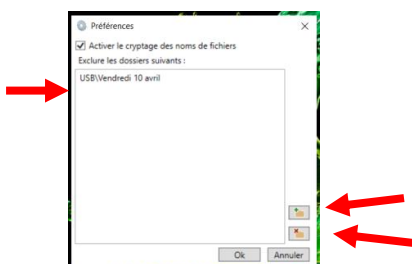 Préférences
Activer le cryptage des noms de fichiers
Exclure les dossiers suivants :
USB\Vendredi 10 avril
Ok
Annuler